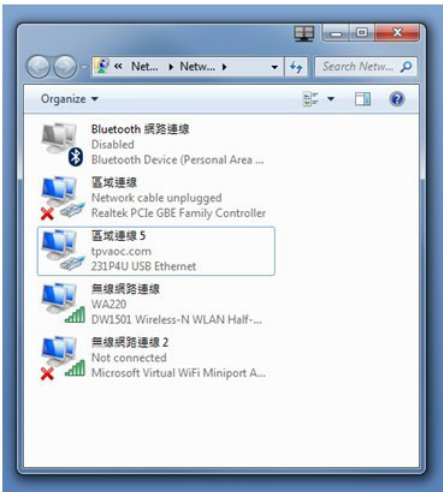 « Net... ▸ Netw... ▸
Search Netw...
Organize
Bluetooth 網路連線
Disabled
Bluetooth Device (Personal Area ...
區域連線
Network cable unplugged
Realtek PCIe GBE Family Controller
區域連線 5
tpvaoc.com
231P4U USB Ethernet
無線網路連線
WA220
DW1501 Wireless-N WLAN Half-...
無線網路連線 2
Not connected
Microsoft Virtual WiFi Miniport A...